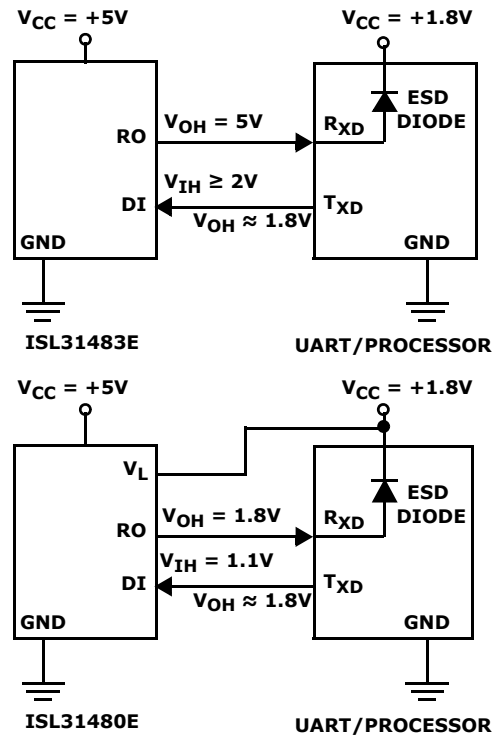 VCC = +5V
VCC = +1.8V
ESD
DIODE
RO
VOH = 5V
RXD
VIH ≥ 2V
DI
TXD
VOH ≈ 1.8V
GND
GND
ISL31483E
UART/PROCESSOR
VCC = +5V
VCC = +1.8V
VL
ESD
DIODE
RO
VOH = 1.8V
RXD
VIH = 1.1V
DI
TXD
VOH ≈ 1.8V
GND
GND
ISL31480E
UART/PROCESSOR